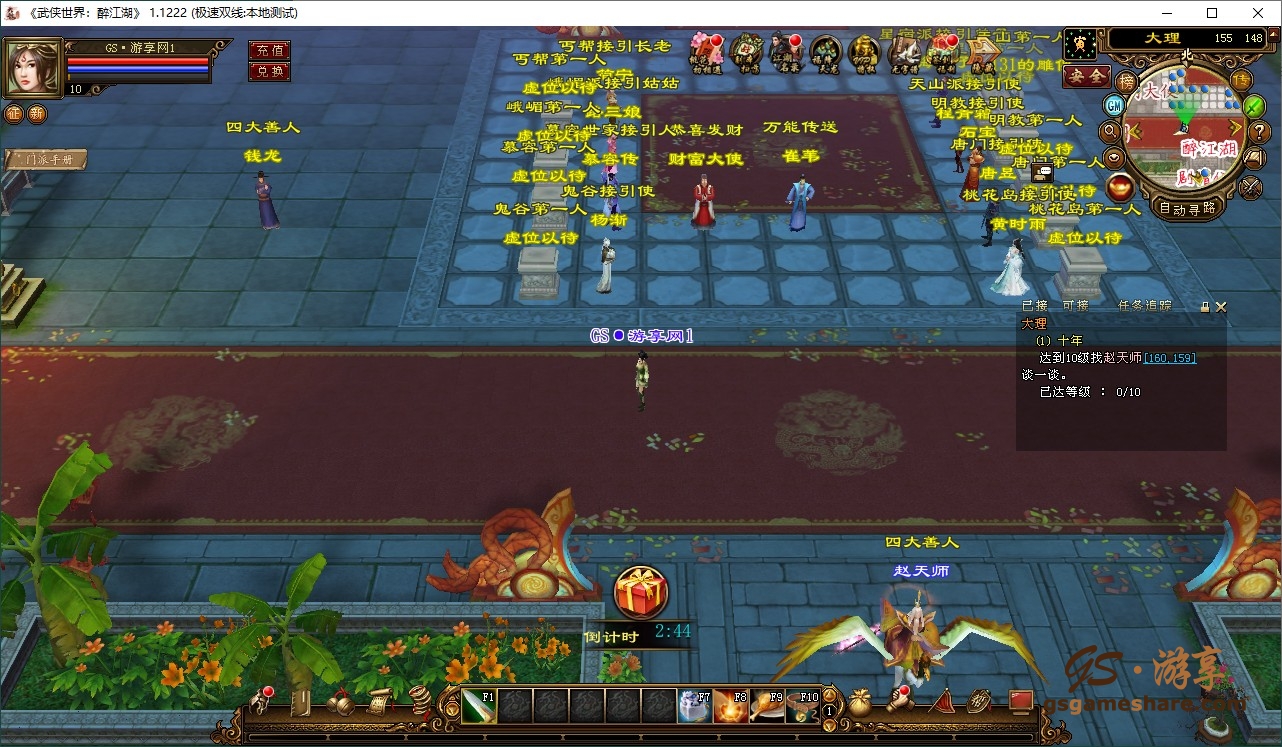 《武侠世界：醉江湖》 1.1222 (极速双线:本地测试)
GS·游享网1
10
充值
兑换
征 新
门派手册
四大善人
钱龙
丐帮接引长老
丐帮第一人
虚位以待
峨嵋派接引姑姑
峨嵋第一人
慕容世家接引人
慕容第一人
慕容传
虚位以待
鬼谷接引使
鬼谷第一人
杨渐
虚位以待
恭喜发财
财富大使
万能传送
崔苇
天山派接引使
明教接引使
明教第一人
石宝
虚位以待
唐门接引使
唐门第一人
唐昱
桃花岛接引使
桃花岛第一人
黄时雨
虚位以待
大理 155 148
北
安全
榜
传
GM
?
醉江湖
自动寻路
已接 可接 任务追踪
大理
(1) 十年
达到10级找赵天师[160,159]
谈一谈。
已达等级 : 0/10
GS●游享网1
四大善人
赵天师
倒计时 2:44
F1
F7
F8
F9
F10
1
GS·游享
gsgameshare.com